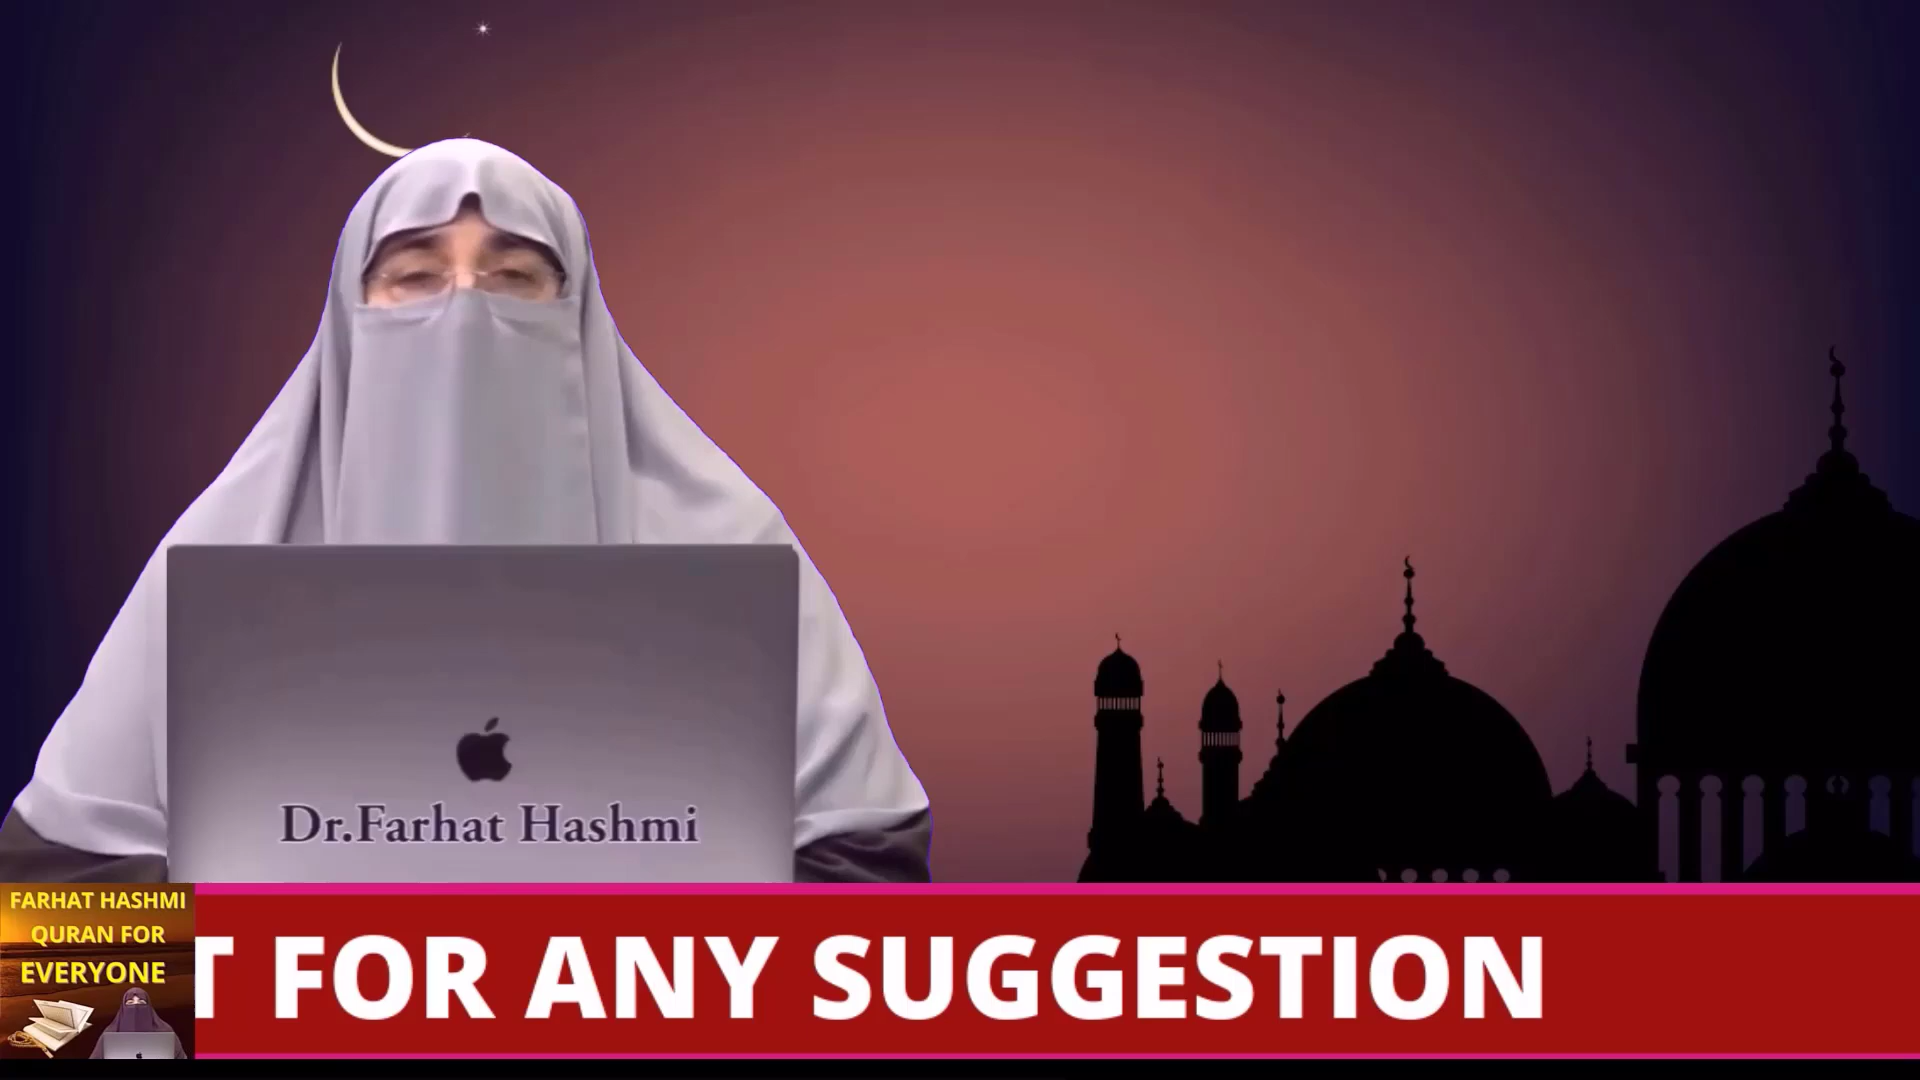 Dr.Farhat Hashmi
FARHAT HASHMI
QURAN FOR
EVERYONE
T FOR ANY SUGGESTION